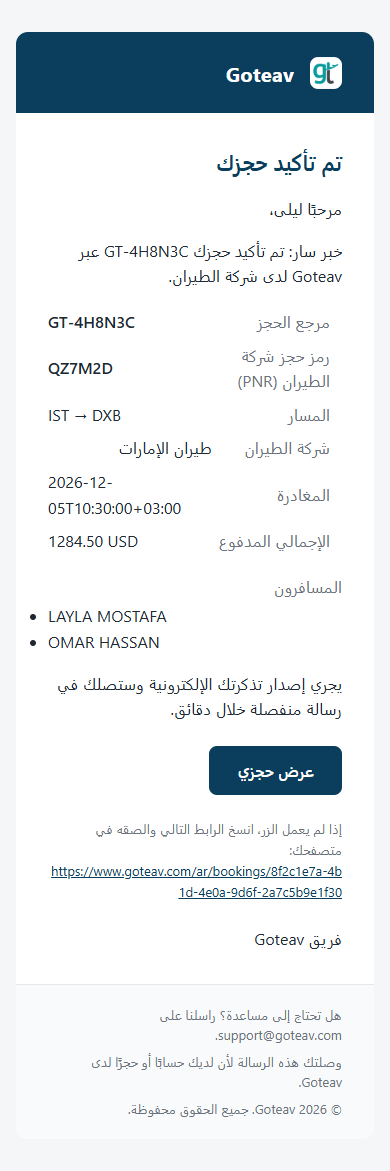 gt
Goteav
تم تأكيد حجزك
مرحبًا ليلى،
خبر سار: تم تأكيد حجزك GT-4H8N3C عبر
Goteav لدى شركة الطيران.
مرجع الحجز GT-4H8N3C
رمز حجز شركة
الطيران (PNR) QZ7M2D
المسار IST → DXB
شركة الطيران طيران الإمارات
المغادرة 2026-12-
05T10:30:00+03:00
الإجمالي المدفوع 1284.50 USD
المسافرون
• LAYLA MOSTAFA
• OMAR HASSAN
يجري إصدار تذكرتك الإلكترونية وستصلك في
رسالة منفصلة خلال دقائق.
عرض حجزي
إذا لم يعمل الزر، انسخ الرابط التالي والصقه في
متصفحك:
https://www.goteav.com/ar/bookings/8f2c1e7a-4b
1d-4e0a-9d6f-2a7c5b9e1f30
فريق Goteav
هل تحتاج إلى مساعدة؟ راسلنا على
support@goteav.com.
وصلتك هذه الرسالة لأن لديك حسابًا أو حجزًا لدى
Goteav.
© 2026 Goteav. جميع الحقوق محفوظة.